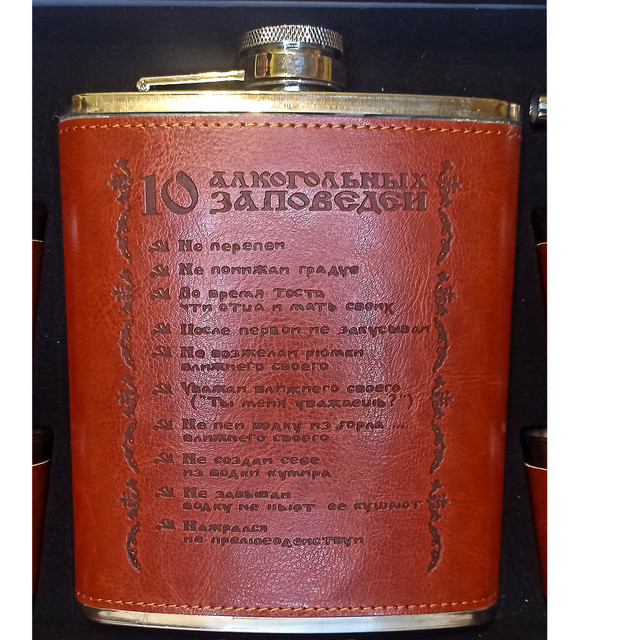 10 АЛКОГОЛЬНЫХ
ЗАПОВЕДЕЙ
Не перепей
Не понижай градус
Во время Тоста
чти отца и мать своих
После первой не закусывай
Не возжелай рюмки
ближнего своего
Уважай ближнего своего
("Ты меня уважаешь?")
Не пей водку из горла ...
ближнего своего
Не создай себе
из водки кумира
Не забывай
водку не пьют ее кушают
Нажрался
не прелюбодействуй